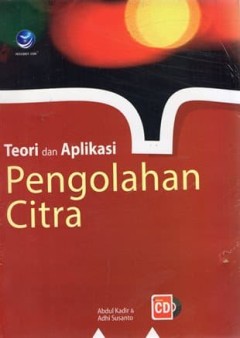 Teori dan Aplikasi
Pengolahan
Citra
Abdul Kadir &
Adhi Susanto
CD